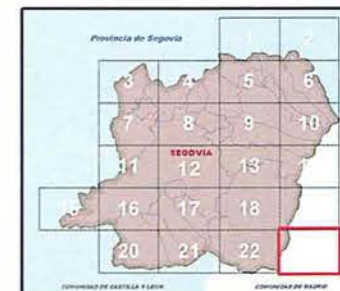 Provincia de Segovia
1 2
3 4 5 6
7 8 9 10
SEGOVIA
11 12 13
16 17 18
20 21 22
COMUNIDAD DE CASTILLA Y LEON COMUNIDAD DE MADRID